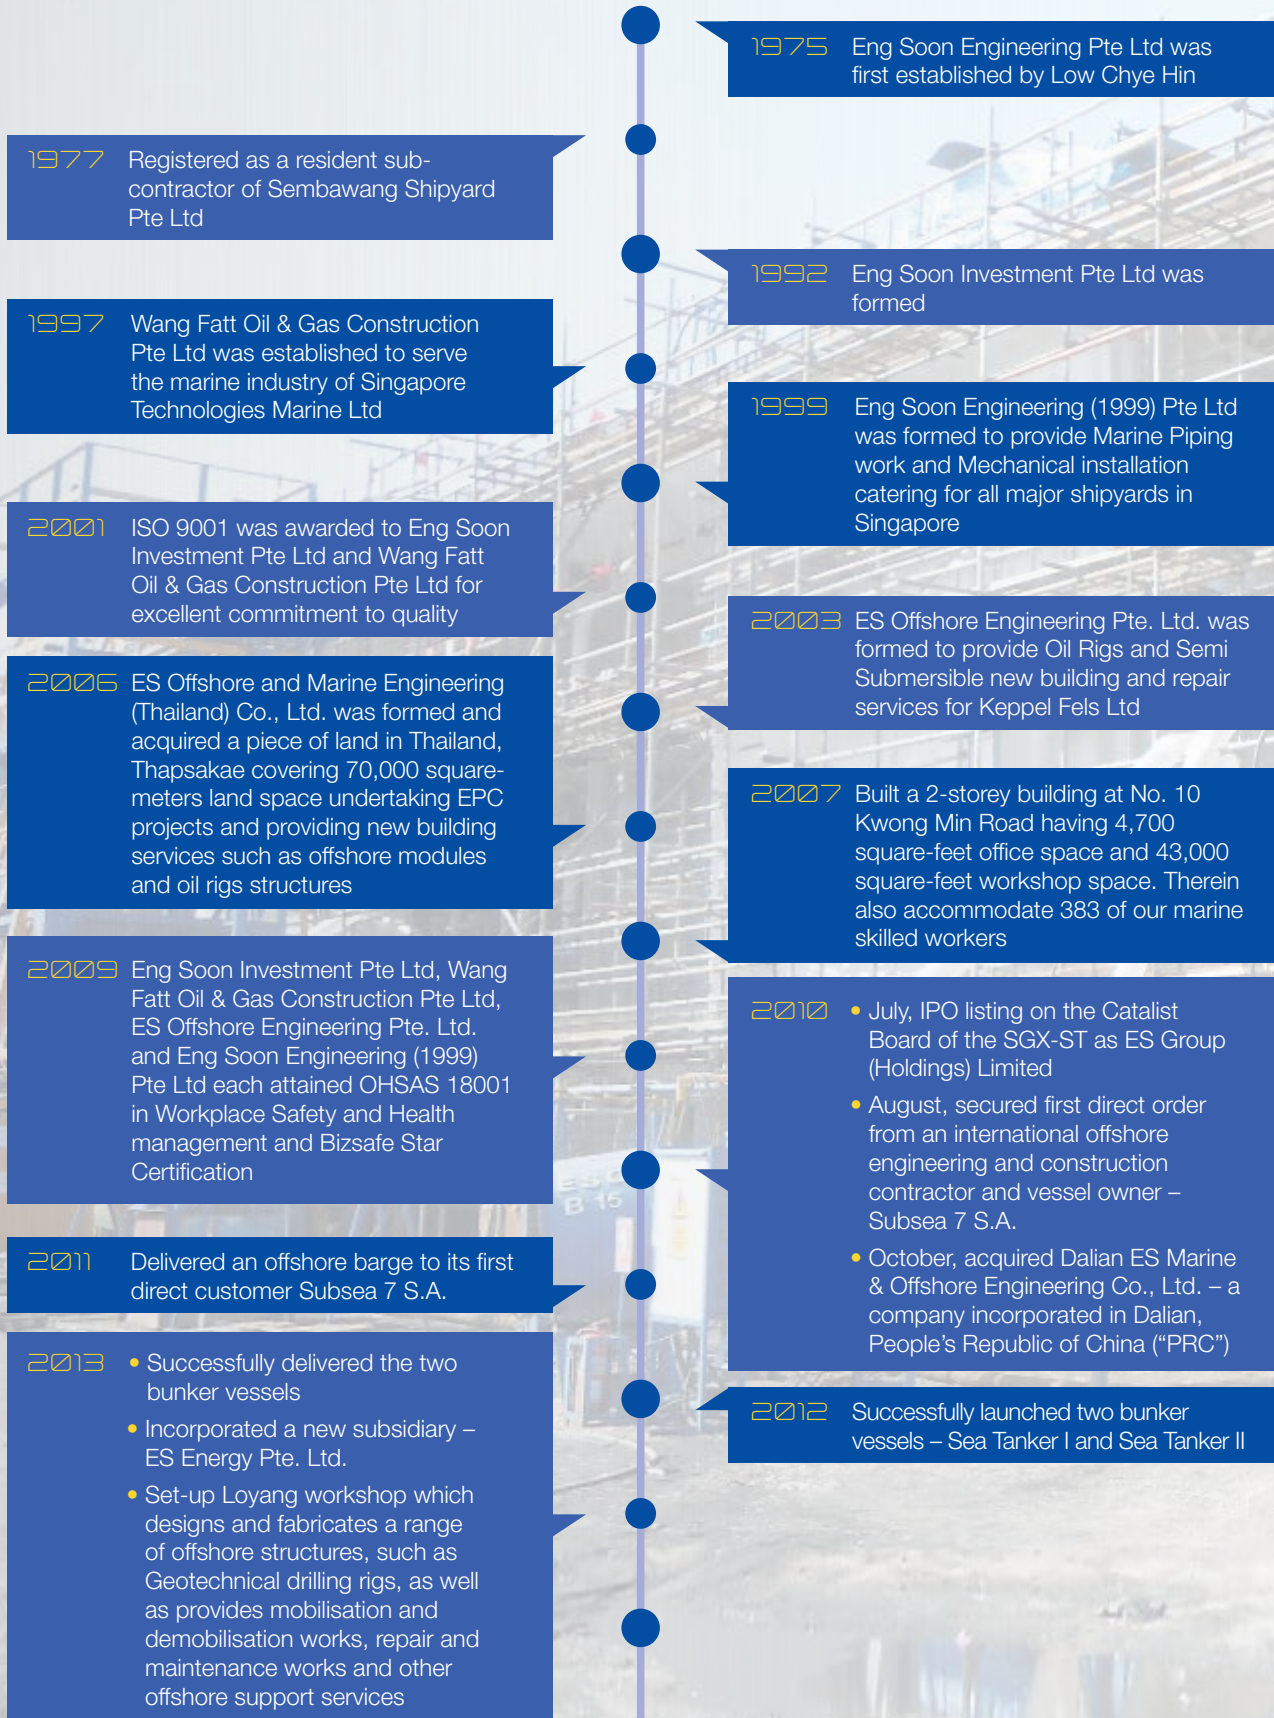 1975 Eng Soon Engineering Pte Ltd was
first established by Low Chye Hin
1977 Registered as a resident sub-
contractor of Sembawang Shipyard
Pte Ltd
1992 Eng Soon Investment Pte Ltd was
formed
1997 Wang Fatt Oil & Gas Construction
Pte Ltd was established to serve
the marine industry of Singapore
Technologies Marine Ltd
1999 Eng Soon Engineering (1999) Pte Ltd
was formed to provide Marine Piping
work and Mechanical installation
catering for all major shipyards in
Singapore
2001 ISO 9001 was awarded to Eng Soon
Investment Pte Ltd and Wang Fatt
Oil & Gas Construction Pte Ltd for
excellent commitment to quality
2003 ES Offshore Engineering Pte. Ltd. was
formed to provide Oil Rigs and Semi
Submersible new building and repair
services for Keppel Fels Ltd
2006 ES Offshore and Marine Engineering
(Thailand) Co., Ltd. was formed and
acquired a piece of land in Thailand,
Thapsakae covering 70,000 square-
meters land space undertaking EPC
projects and providing new building
services such as offshore modules
and oil rigs structures
2007 Built a 2-storey building at No. 10
Kwong Min Road having 4,700
square-feet office space and 43,000
square-feet workshop space. Therein
also accommodate 383 of our marine
skilled workers
2009 Eng Soon Investment Pte Ltd, Wang
Fatt Oil & Gas Construction Pte Ltd,
ES Offshore Engineering Pte. Ltd.
and Eng Soon Engineering (1999)
Pte Ltd each attained OHSAS 18001
in Workplace Safety and Health
management and Bizsafe Star
Certification
2010 • July, IPO listing on the Catalist
Board of the SGX-ST as ES Group
(Holdings) Limited
• August, secured first direct order
from an international offshore
engineering and construction
contractor and vessel owner –
Subsea 7 S.A.
• October, acquired Dalian ES Marine
& Offshore Engineering Co., Ltd. – a
company incorporated in Dalian,
People's Republic of China (“PRC”)
B 15
2011 Delivered an offshore barge to its first
direct customer Subsea 7 S.A.
2012 Successfully launched two bunker
vessels – Sea Tanker I and Sea Tanker II
2013 • Successfully delivered the two
bunker vessels
• Incorporated a new subsidiary –
ES Energy Pte. Ltd.
• Set-up Loyang workshop which
designs and fabricates a range
of offshore structures, such as
Geotechnical drilling rigs, as well
as provides mobilisation and
demobilisation works, repair and
maintenance works and other
offshore support services